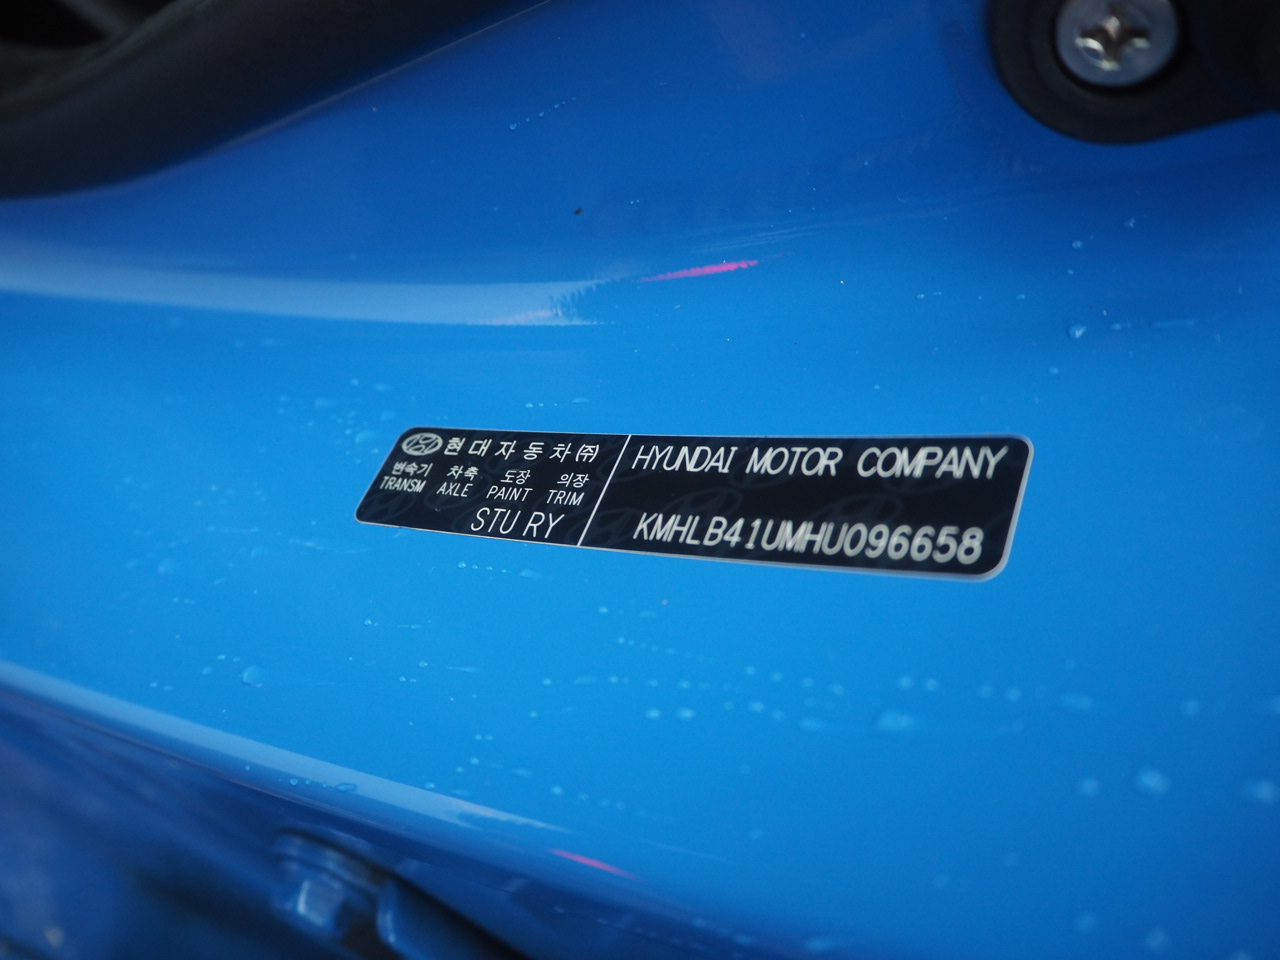 현대자동차㈜
변속기 차축 도장 의장
TRANSM AXLE PAINT TRIM
STU RY
HYUNDAI MOTOR COMPANY
KMHLB41UMHU096658